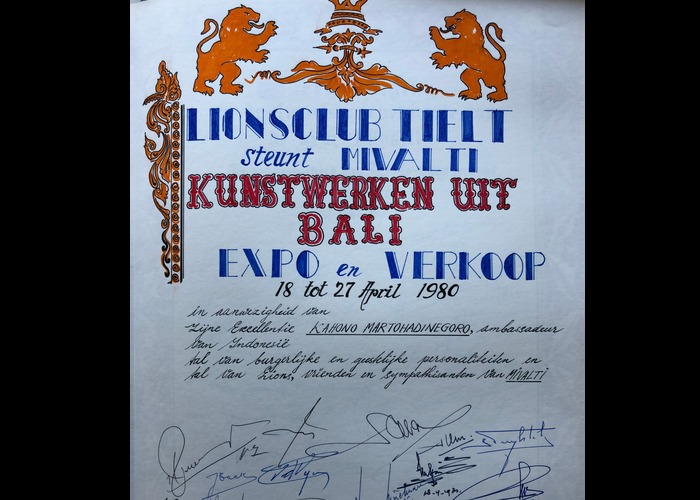 LIONSCLUB TIELT
steunt MIVALTI
KUNSTWERKEN UIT
BALI
EXPO en VERKOOP
18 tot 27 April 1980
in aanwezigheid van
Zijne Excellentie KAHONO MARTOHADINEGORO, ambassadeur
van Indonesië
tal van burgerlijke en geestelijke personaliteiten en
tal van Lions, vrienden en sympathisanten van MIVALTI